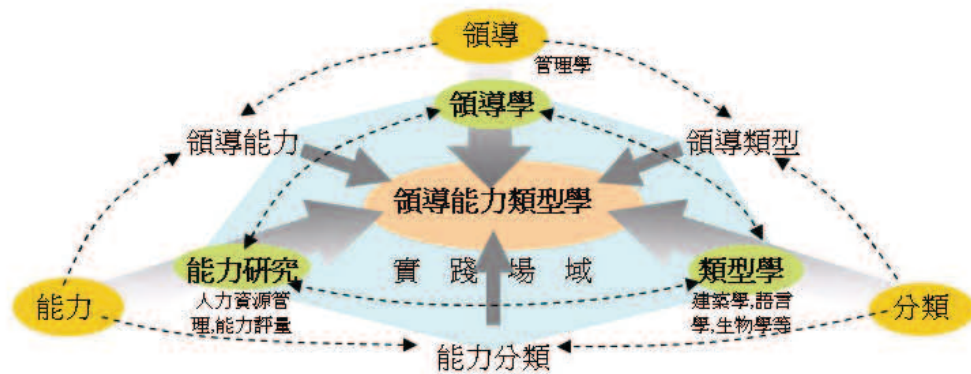 領導
管理學
領導學
領導能力
領導類型
領導能力類型學
能力研究
實 踐 場 域
類型學
能力
人力資源管
理,能力評量
建築學,語言
學,生物學等
分類
能力分類